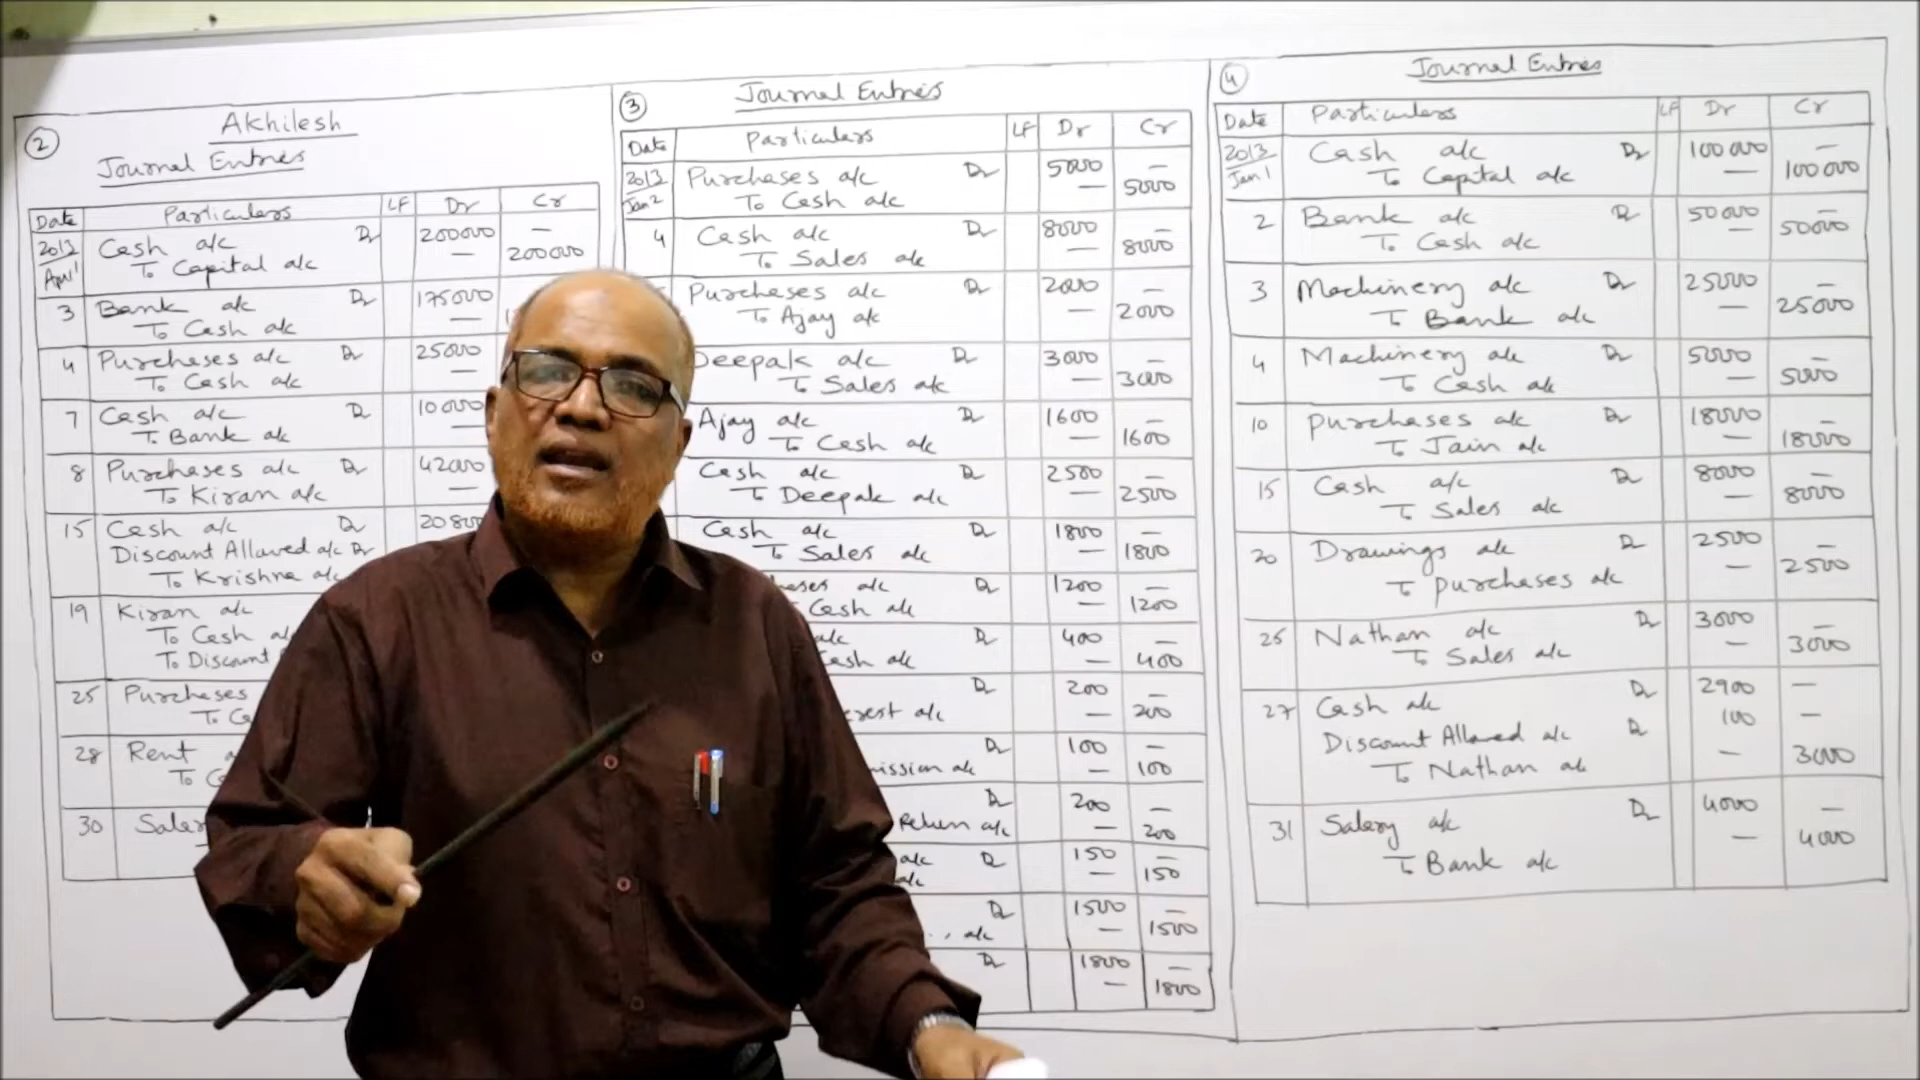 2
Akhilesh
Journal Entries
Date Particulars LF Dr Cr
2013 Apr 1 Cash a/c Dr 200000 —
To Capital a/c — 200000
3 Bank a/c Dr 175000
To Cash a/c —
4 Purchases a/c Dr 25000
To Cash a/c —
7 Cash a/c Dr 10000
To Bank a/c —
8 Purchases a/c Dr 42000
To Kiran a/c —
15 Cash a/c Dr 20800
Discount Allowed a/c Dr
To Krishna a/c
19 Kiran a/c
To Cash a/c
To Discount
25 Purchases
To
28 Rent
To
30
3
Journal Entries
Date Particulars LF Dr Cr
2013 Jan 2 Purchases a/c Dr 5000 —
To Cash a/c — 5000
4 Cash a/c Dr 8000 —
To Sales a/c — 8000
Purchases a/c Dr 2000 —
To Ajay a/c — 2000
Deepak a/c Dr 3000 —
To Sales a/c — 3000
Ajay a/c Dr 1600 —
To Cash a/c — 1600
Cash a/c Dr 2500 —
To Deepak a/c — 2500
Cash a/c Dr 1800 —
To Sales a/c — 1800
a/c Dr 1200 —
Cash a/c — 1200
a/c Dr 400 —
a/c — 400
Dr 200 —
a/c — 200
Dr 100 —
a/c — 100
Dr 200 —
Return a/c — 200
a/c Dr 150 —
a/c — 150
Dr 1500 —
a/c — 1500
Dr 1800 —
— 1800
4
Journal Entries
Date Particulars LF Dr Cr
2013 Jan 1 Cash a/c Dr 100000 —
To Capital a/c — 100000
2 Bank a/c Dr 50000 —
To Cash a/c — 50000
3 Machinery a/c Dr 25000 —
To Bank a/c — 25000
4 Machinery a/c Dr 5000 —
To Cash a/c — 5000
10 Purchases a/c Dr 18000 —
To Jain a/c — 18000
15 Cash a/c Dr 8000 —
To Sales a/c — 8000
20 Drawings a/c Dr 2500 —
To Purchases a/c — 2500
25 Nathan a/c Dr 3000 —
To Sales a/c — 3000
27 Cash a/c Dr 2900 —
Discount Allowed a/c Dr 100 —
To Nathan a/c — 3000
31 Salary a/c Dr 4000 —
To Bank a/c — 4000